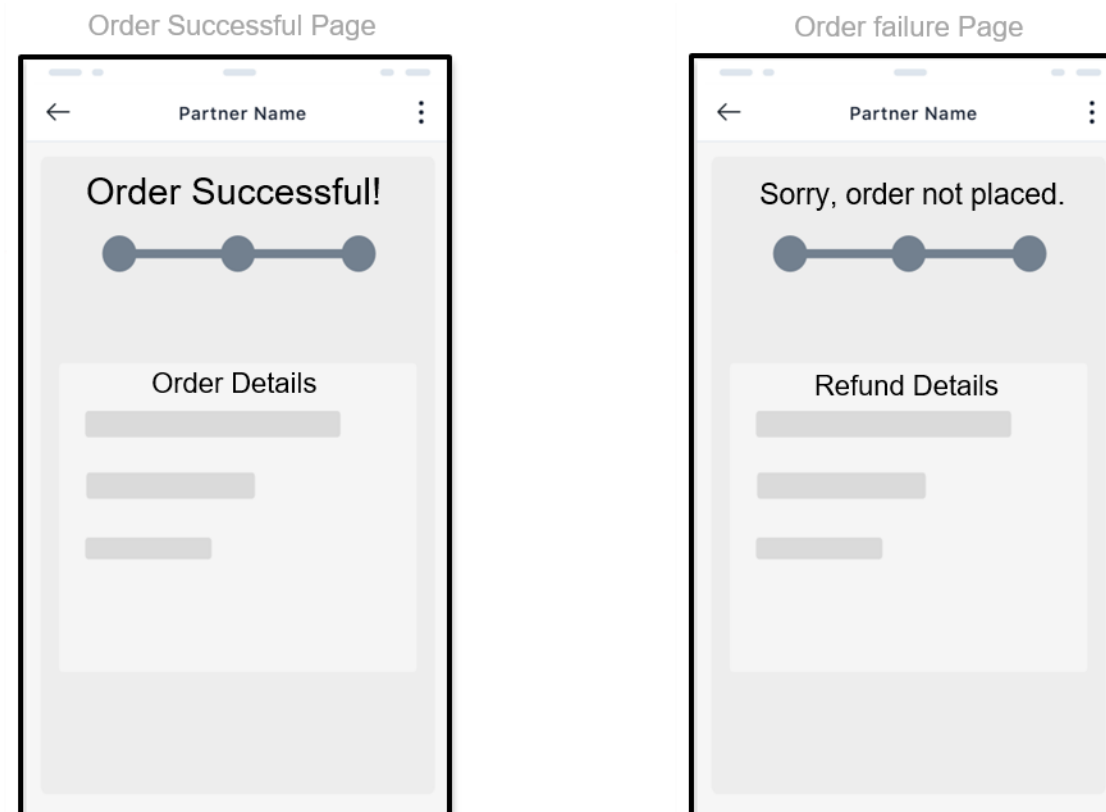 Order Successful Page
Partner Name
Order Successful!
Order Details
Order failure Page
Partner Name
Sorry, order not placed.
Refund Details